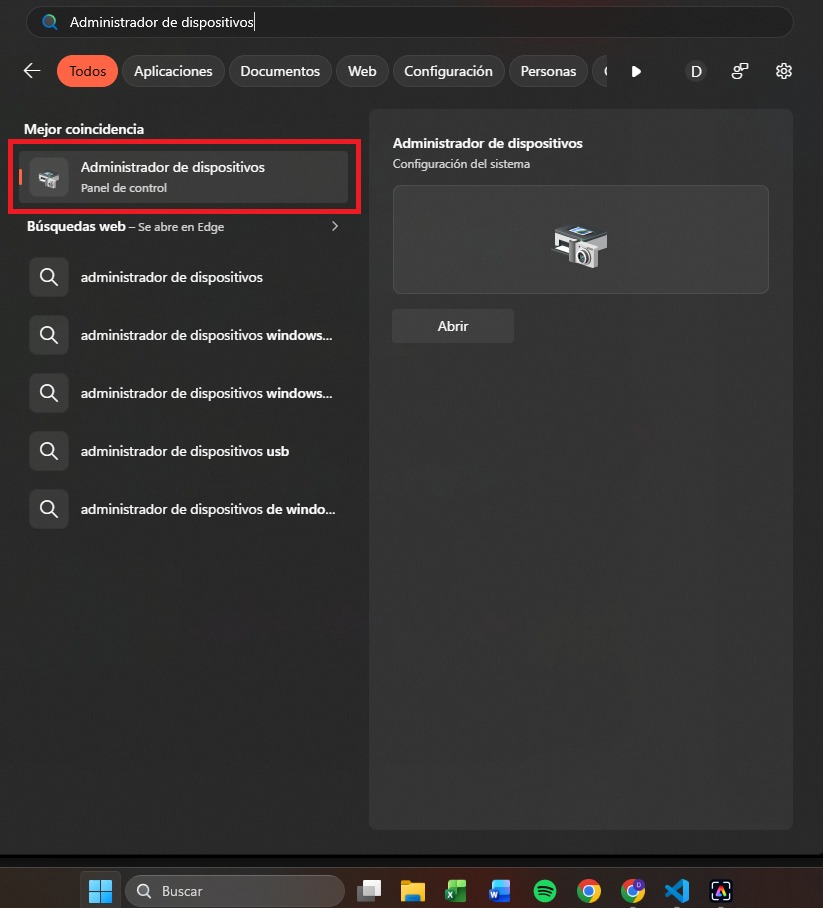 Administrador de dispositivos
Todos
Aplicaciones
Documentos
Web
Configuración
Personas
D
Mejor coincidencia
Administrador de dispositivos
Panel de control
Búsquedas web – Se abre en Edge
administrador de dispositivos
administrador de dispositivos windows...
administrador de dispositivos windows...
administrador de dispositivos usb
administrador de dispositivos de windo...
Administrador de dispositivos
Configuración del sistema
Abrir
Buscar